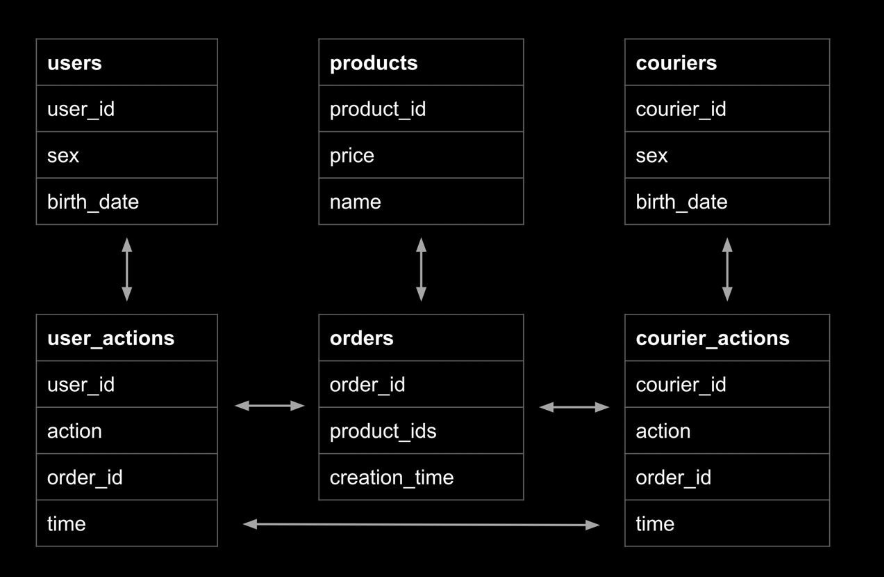 users
user_id
sex
birth_date
products
product_id
price
name
couriers
courier_id
sex
birth_date
user_actions
user_id
action
order_id
time
orders
order_id
product_ids
creation_time
courier_actions
courier_id
action
order_id
time